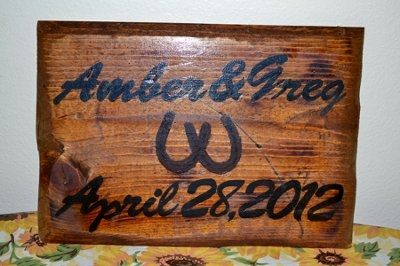 Amber & Greg
April 28, 2012